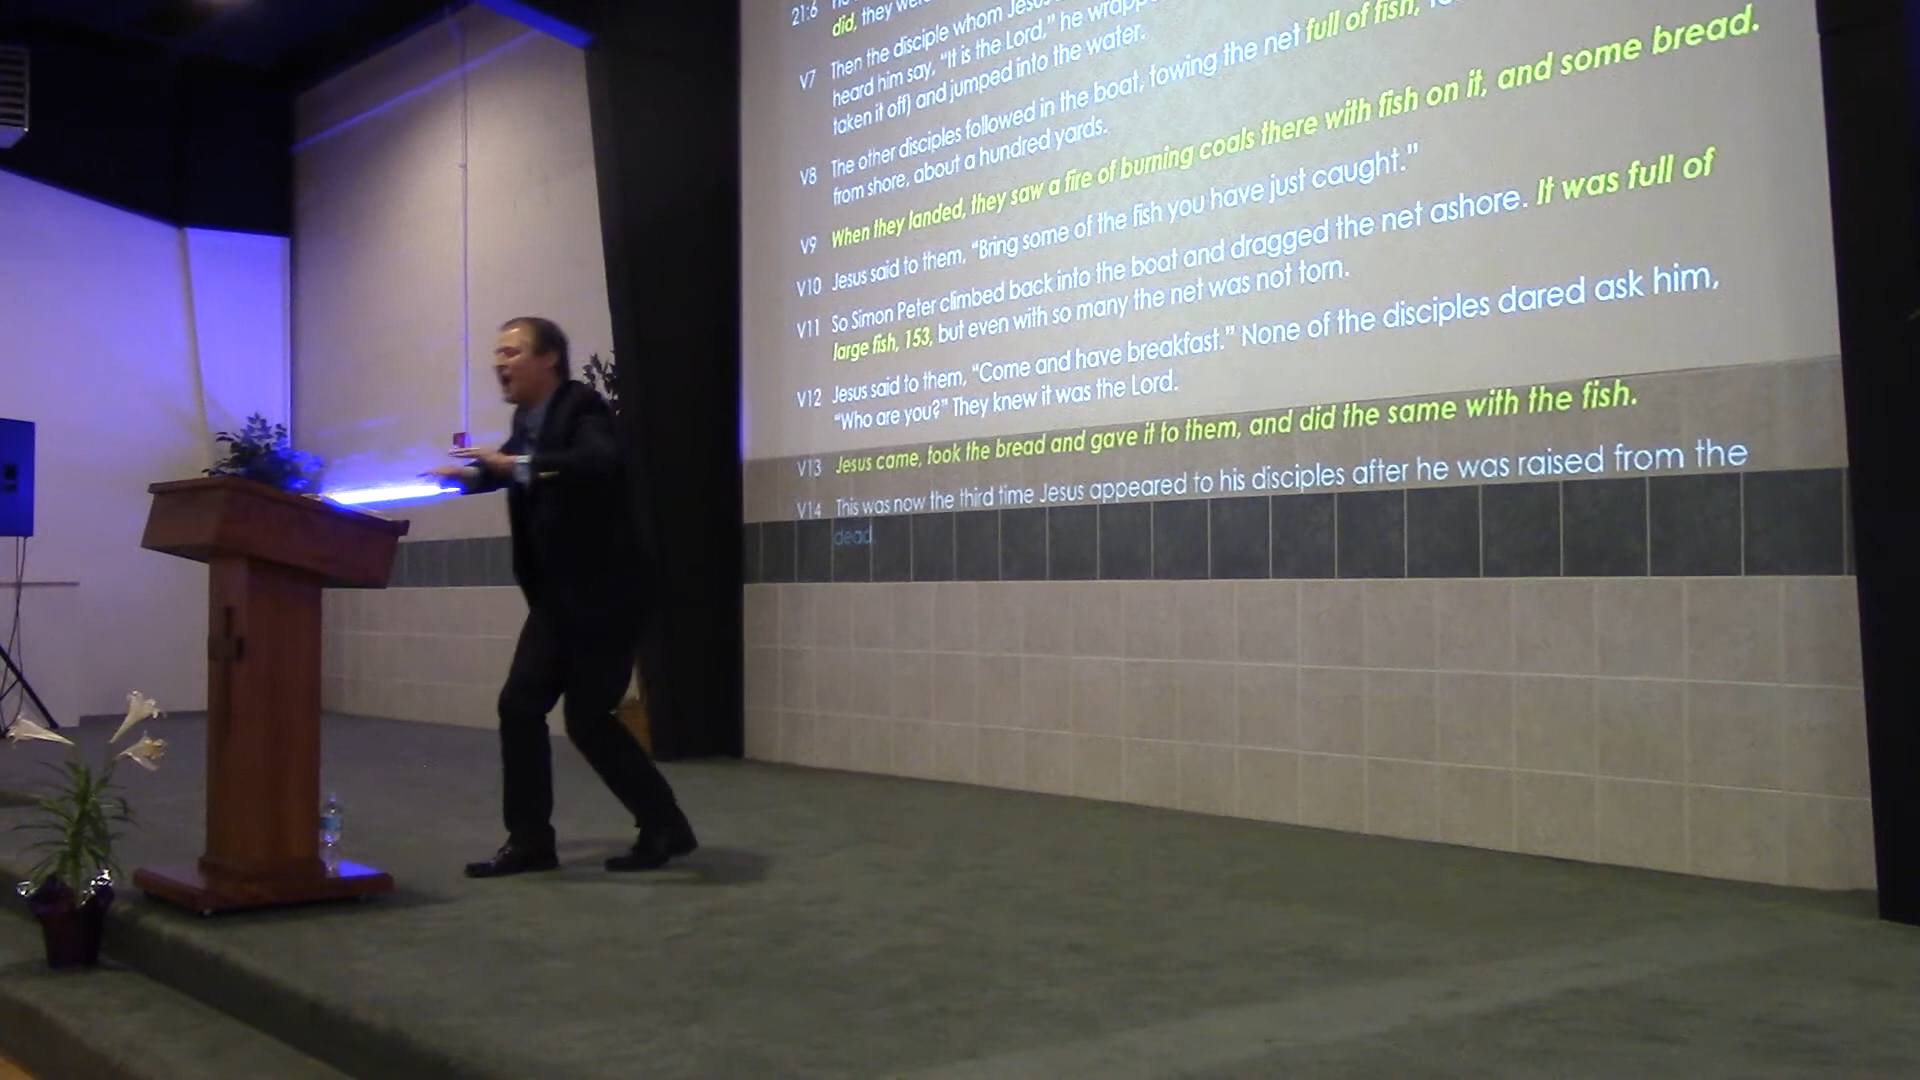 21:6
did, they were
V7 Then the disciple whom Jesus
heard him say, "It is the Lord," he wrapped
taken it off) and jumped into the water.
V8 The other disciples followed in the boat, towing the net full of fish,
from shore, about a hundred yards.
V9 When they landed, they saw a fire of burning coals there with fish on it, and some bread.
V10 Jesus said to them, "Bring some of the fish you have just caught."
V11 So Simon Peter climbed back into the boat and dragged the net ashore. It was full of
large fish, 153, but even with so many the net was not torn.
V12 Jesus said to them, "Come and have breakfast." None of the disciples dared ask him,
"Who are you?" They knew it was the Lord.
V13 Jesus came, took the bread and gave it to them, and did the same with the fish.
V14 This was now the third time Jesus appeared to his disciples after he was raised from the
dead.